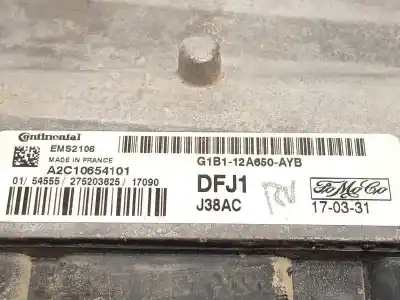 Continental
EMS2106
MADE IN FRANCE
G1B1-12A650-AYB
A2C10654101
01/ 54555 / 275203625 / 17090
DFJ1
J38AC
FoMoCo
17-03-31